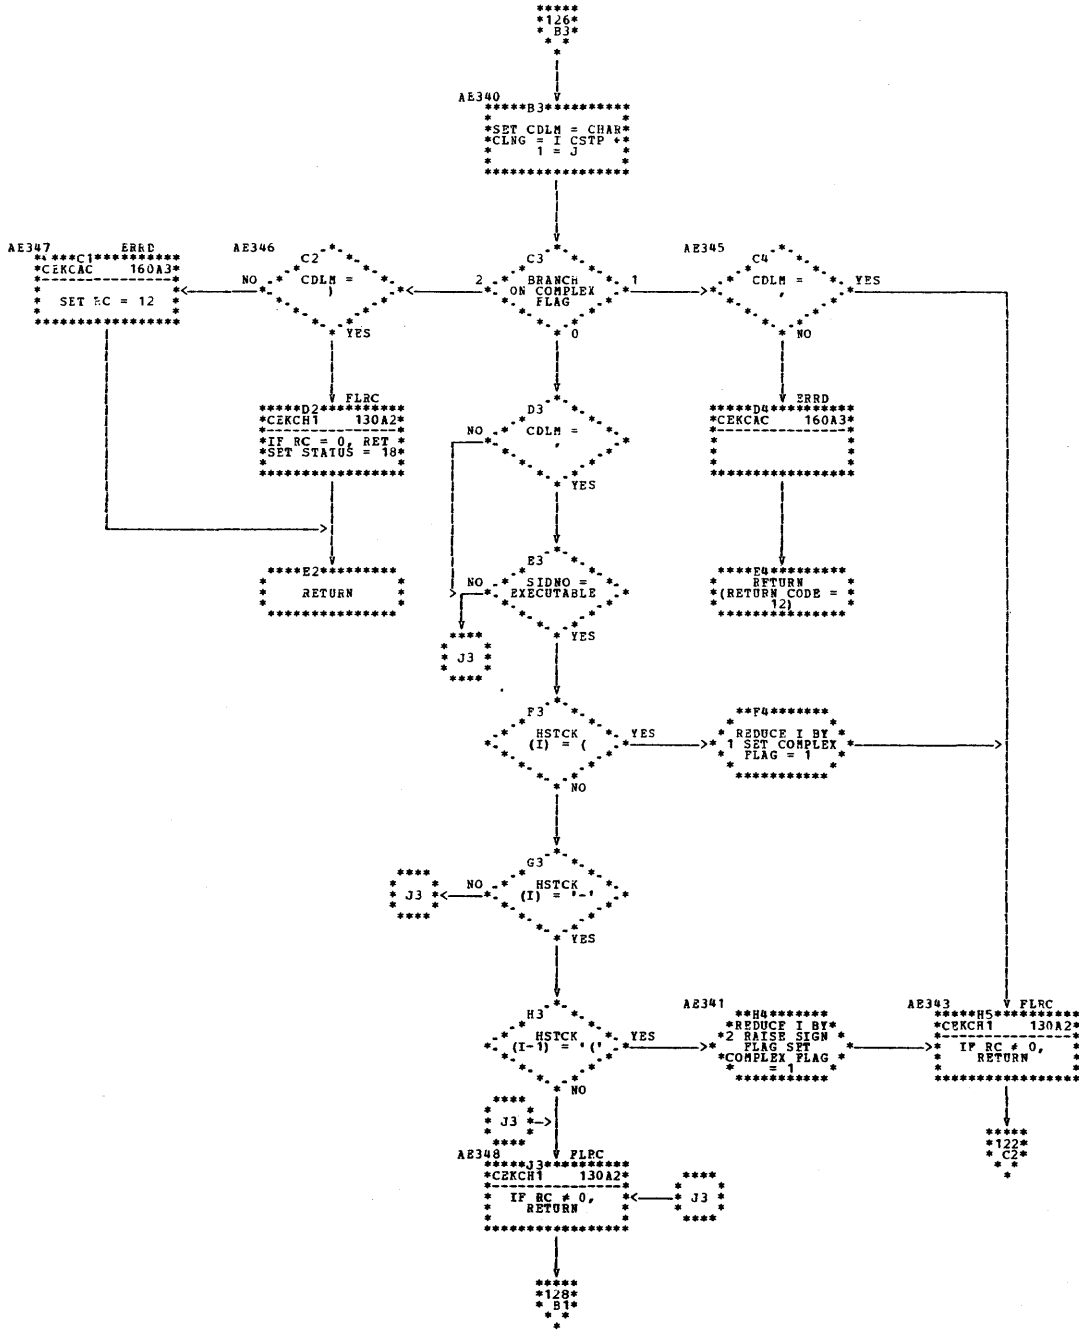 126
B3
AE340
B3
SET CDLM = CHAR
CLNG = I CSTP +
1 = J
AE347 C1 ERRD
CEKCAC 160A3
SET RC = 12
AE346 C2
CDLM =
)
NO
YES
C3
BRANCH
ON COMPLEX
FLAG
2
1
0
AE345 C4
CDLM =
,
YES
NO
D2 FLRC
CEKCH1 130A2
IF RC = 0, RET
SET STATUS = 18
D3
CDLM =
,
NO
YES
D4 ERRD
CEKCAC 160A3
E2
RETURN
E3
SIDNO =
EXECUTABLE
NO
YES
E4
RETURN
(RETURN CODE =
12)
J3
F3
HSTCK
(I) = (
YES
NO
F4
REDUCE I BY
1 SET COMPLEX
FLAG = 1
G3
HSTCK
(I) = '-'
NO
YES
J3
H3
HSTCK
(I-1) = '('
YES
NO
AE341
H4
REDUCE I BY
2 RAISE SIGN
FLAG SET
COMPLEX FLAG
= 1
AE343 H5 FLRC
CEKCH1 130A2
IF RC ≠ 0,
RETURN
J3
122
C2
AE348 J3 FLRC
CEKCH1 130A2
IF RC ≠ 0,
RETURN
J3
128
B1